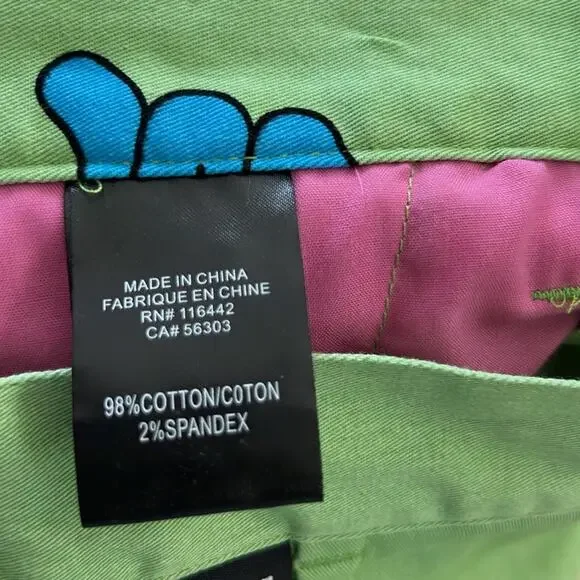 MADE IN CHINA
FABRIQUE EN CHINE
RN# 116442
CA# 56303
98%COTTON/COTON
2%SPANDEX